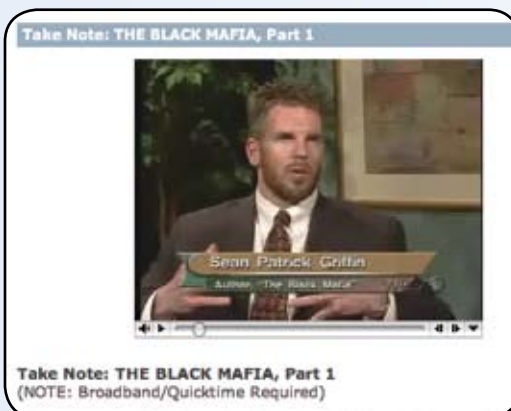 Take Note: THE BLACK MAFIA, Part 1
Sean Patrick Griffin
Author, "The Black Mafia"
Take Note: THE BLACK MAFIA, Part 1
(NOTE: Broadband/Quicktime Required)